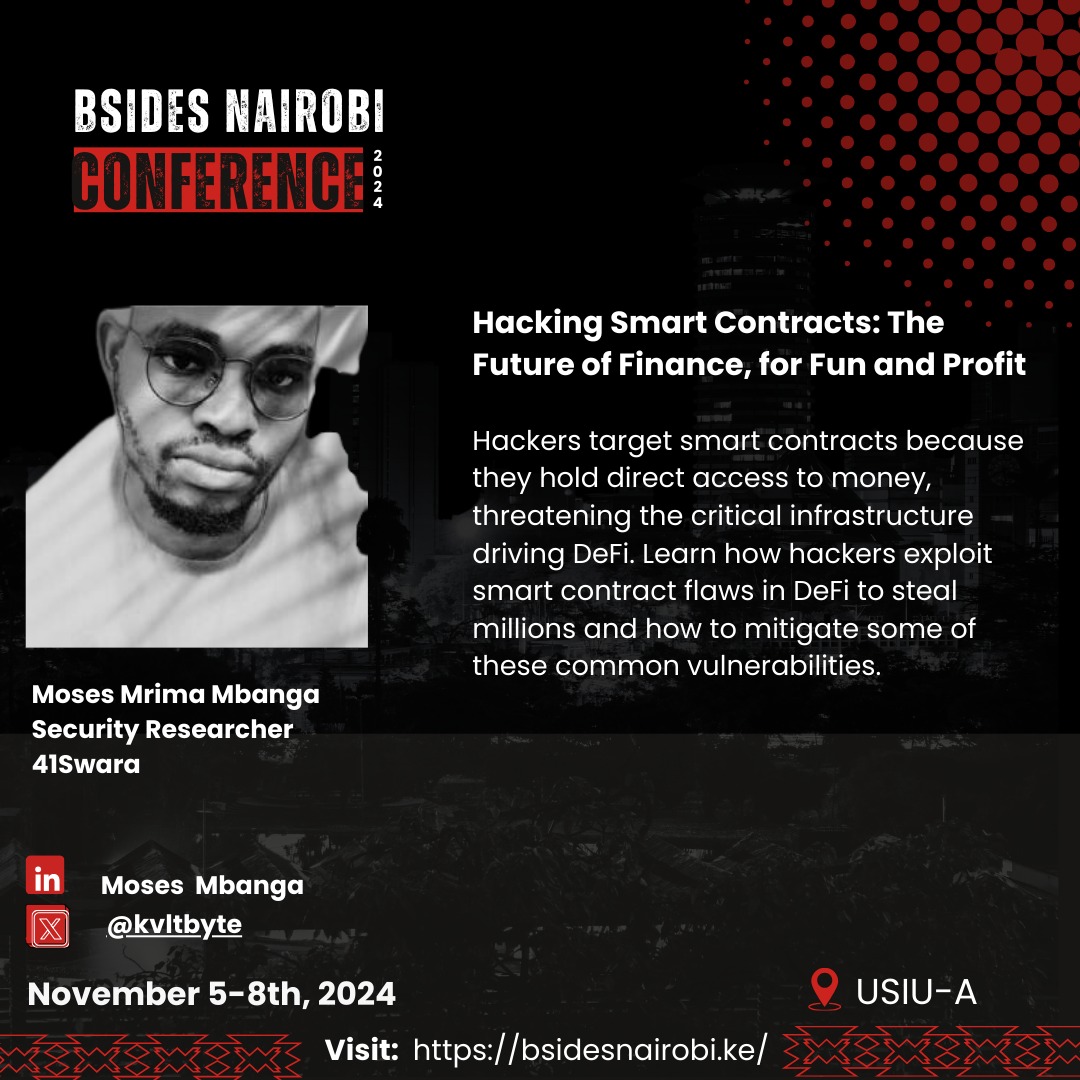 BSIDES NAIROBI
CONFERENCE
2024
Hacking Smart Contracts: The
Future of Finance, for Fun and Profit
Hackers target smart contracts because
they hold direct access to money,
threatening the critical infrastructure
driving DeFi. Learn how hackers exploit
smart contract flaws in DeFi to steal
millions and how to mitigate some of
these common vulnerabilities.
Moses Mrima Mbanga
Security Researcher
41Swara
in
Moses Mbanga
X
@kvltbyte
November 5-8th, 2024
USIU-A
Visit: https://bsidesnairobi.ke/